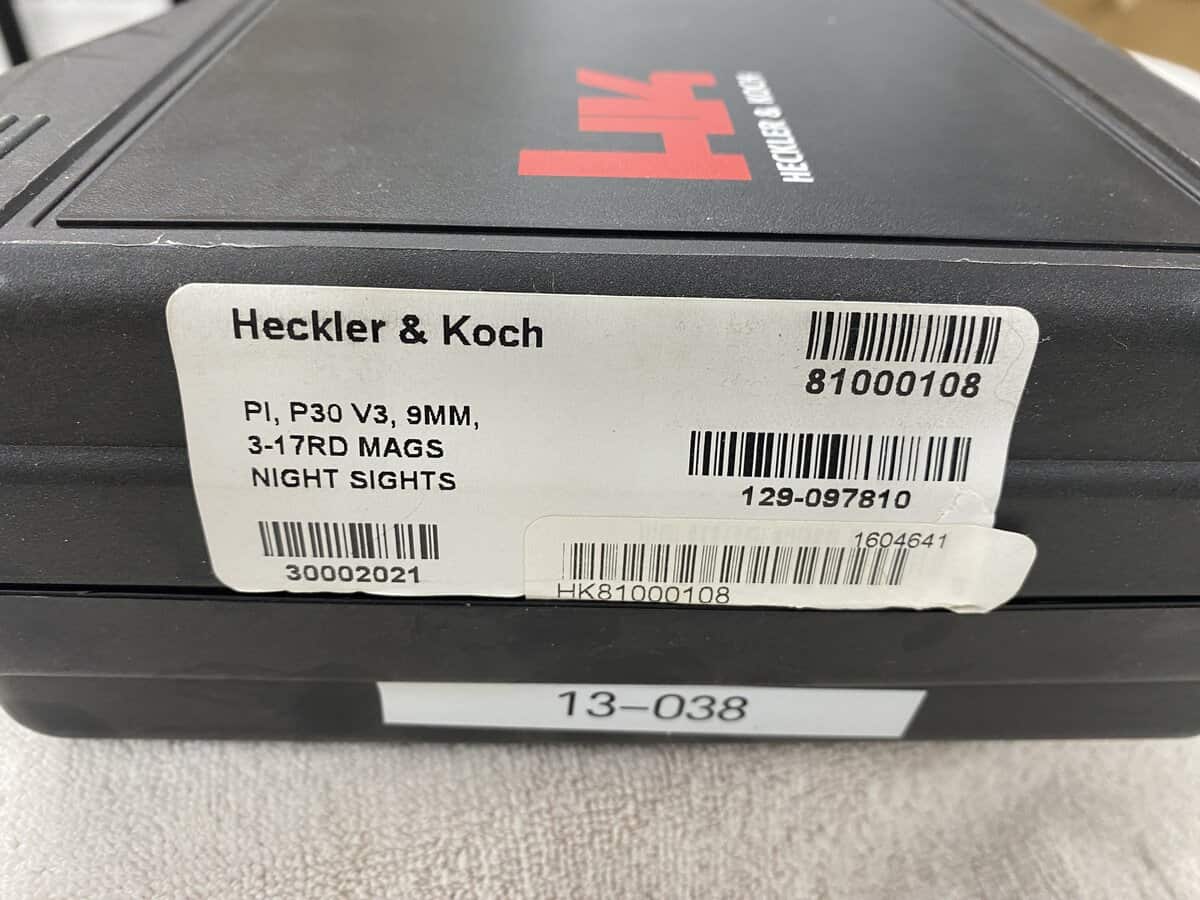 HK
HECKLER & KOCH
Heckler & Koch
81000108
PI, P30 V3, 9MM,
3-17RD MAGS
NIGHT SIGHTS
129-097810
30002021
1604641
HK81000108
13-038